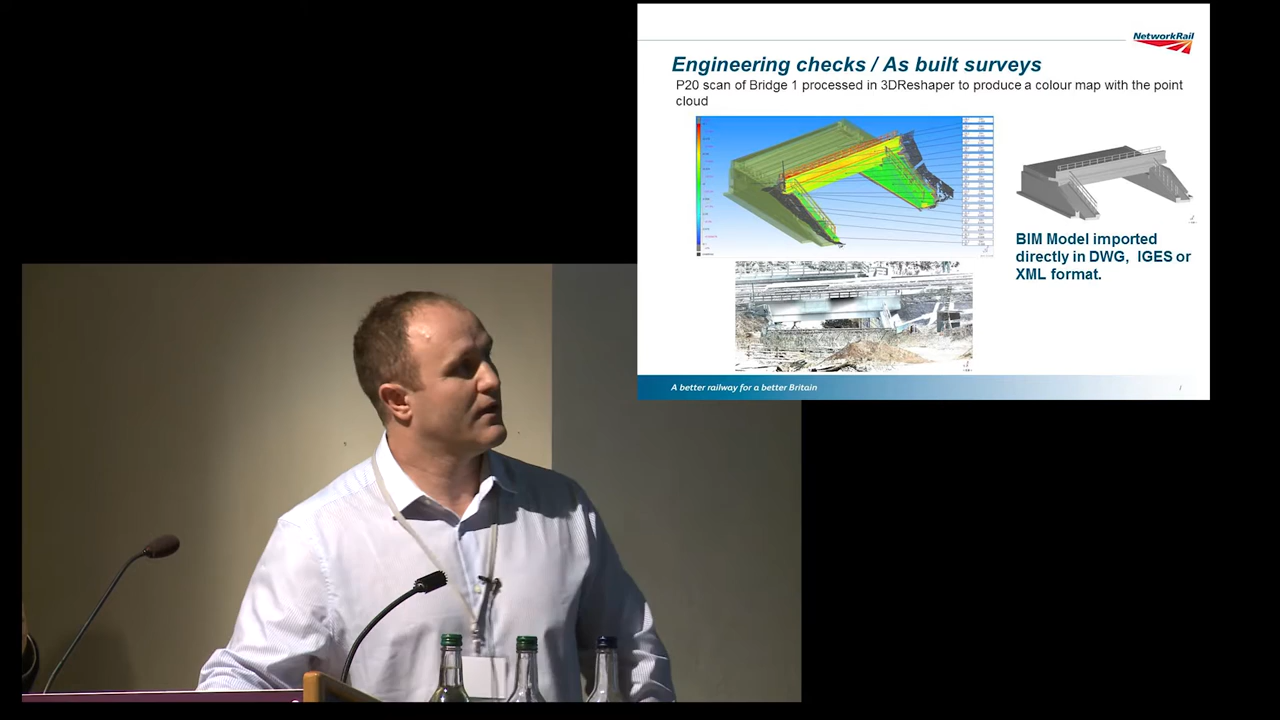 NetworkRail
Engineering checks / As built surveys
P20 scan of Bridge 1 processed in 3DReshaper to produce a colour map with the point
cloud
BIM Model imported
directly in DWG, IGES or
XML format.
A better railway for a better Britain